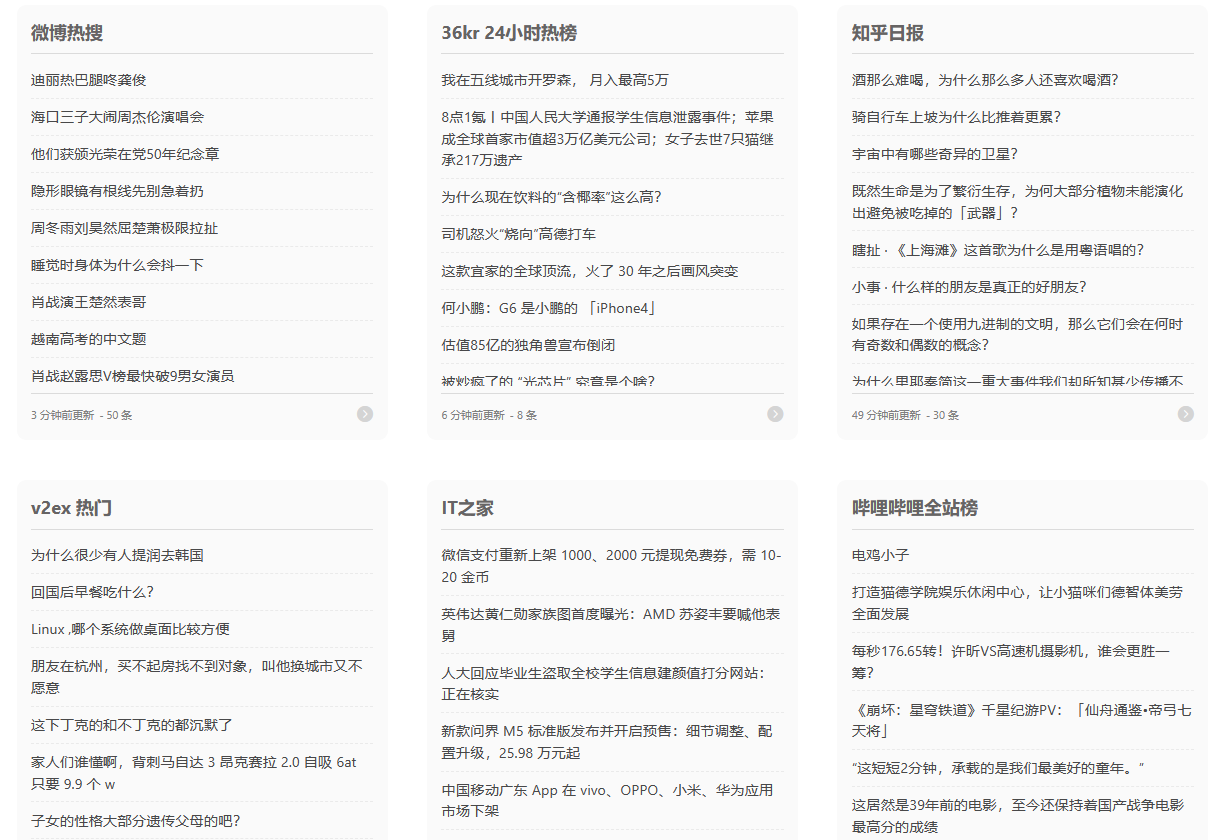 微博热搜
迪丽热巴腿咚龚俊
海口三子大闹周杰伦演唱会
他们获颁光荣在党50年纪念章
隐形眼镜有根线先别急着扔
周冬雨刘昊然屈楚萧极限拉扯
睡觉时身体为什么会抖一下
肖战演王楚然表哥
越南高考的中文题
肖战赵露思V榜最快破9男女演员
3 分钟前更新 - 50 条
36kr 24小时热榜
我在五线城市开罗森， 月入最高5万
8点1氪丨中国人民大学通报学生信息泄露事件；苹果
成全球首家市值超3万亿美元公司；女子去世7只猫继
承217万遗产
为什么现在饮料的“含椰率”这么高？
司机怒火“烧向”高德打车
这款宜家的全球顶流，火了 30 年之后画风突变
何小鹏：G6 是小鹏的 「iPhone4」
估值85亿的独角兽宣布倒闭
被炒疯了的 “光芯片” 究竟是个啥？
6 分钟前更新 - 8 条
知乎日报
酒那么难喝，为什么那么多人还喜欢喝酒？
骑自行车上坡为什么比推着更累？
宇宙中有哪些奇异的卫星？
既然生命是为了繁衍生存，为何大部分植物未能演化
出避免被吃掉的「武器」？
瞎扯 · 《上海滩》这首歌为什么是用粤语唱的？
小事 · 什么样的朋友是真正的好朋友？
如果存在一个使用九进制的文明，那么它们会在何时
有奇数和偶数的概念？
为什么里耶秦简这一重大事件我们却所知甚少传播不
49 分钟前更新 - 30 条
v2ex 热门
为什么很少有人提润去韩国
回国后早餐吃什么？
Linux ,哪个系统做桌面比较方便
朋友在杭州，买不起房找不到对象，叫他换城市又不
愿意
这下丁克的和不丁克的都沉默了
家人们谁懂啊，背刺马自达 3 昂克赛拉 2.0 自吸 6at
只要 9.9 个 w
子女的性格大部分遗传父母的吧？
IT之家
微信支付重新上架 1000、2000 元提现免费券，需 10-
20 金币
英伟达黄仁勋家族图首度曝光：AMD 苏姿丰要喊他表
舅
人大回应毕业生盗取全校学生信息建颜值打分网站：
正在核实
新款问界 M5 标准版发布并开启预售：细节调整、配
置升级，25.98 万元起
中国移动广东 App 在 vivo、OPPO、小米、华为应用
市场下架
哔哩哔哩全站榜
电鸡小子
打造猫德学院娱乐休闲中心，让小猫咪们德智体美劳
全面发展
每秒176.65转！许昕VS高速机摄影机，谁会更胜一
筹？
《崩坏：星穹铁道》千星纪游PV：「仙舟通鉴•帝弓七
天将」
“这短短2分钟，承载的是我们最美好的童年。”
这居然是39年前的电影，至今还保持着国产战争电影
最高分的成绩